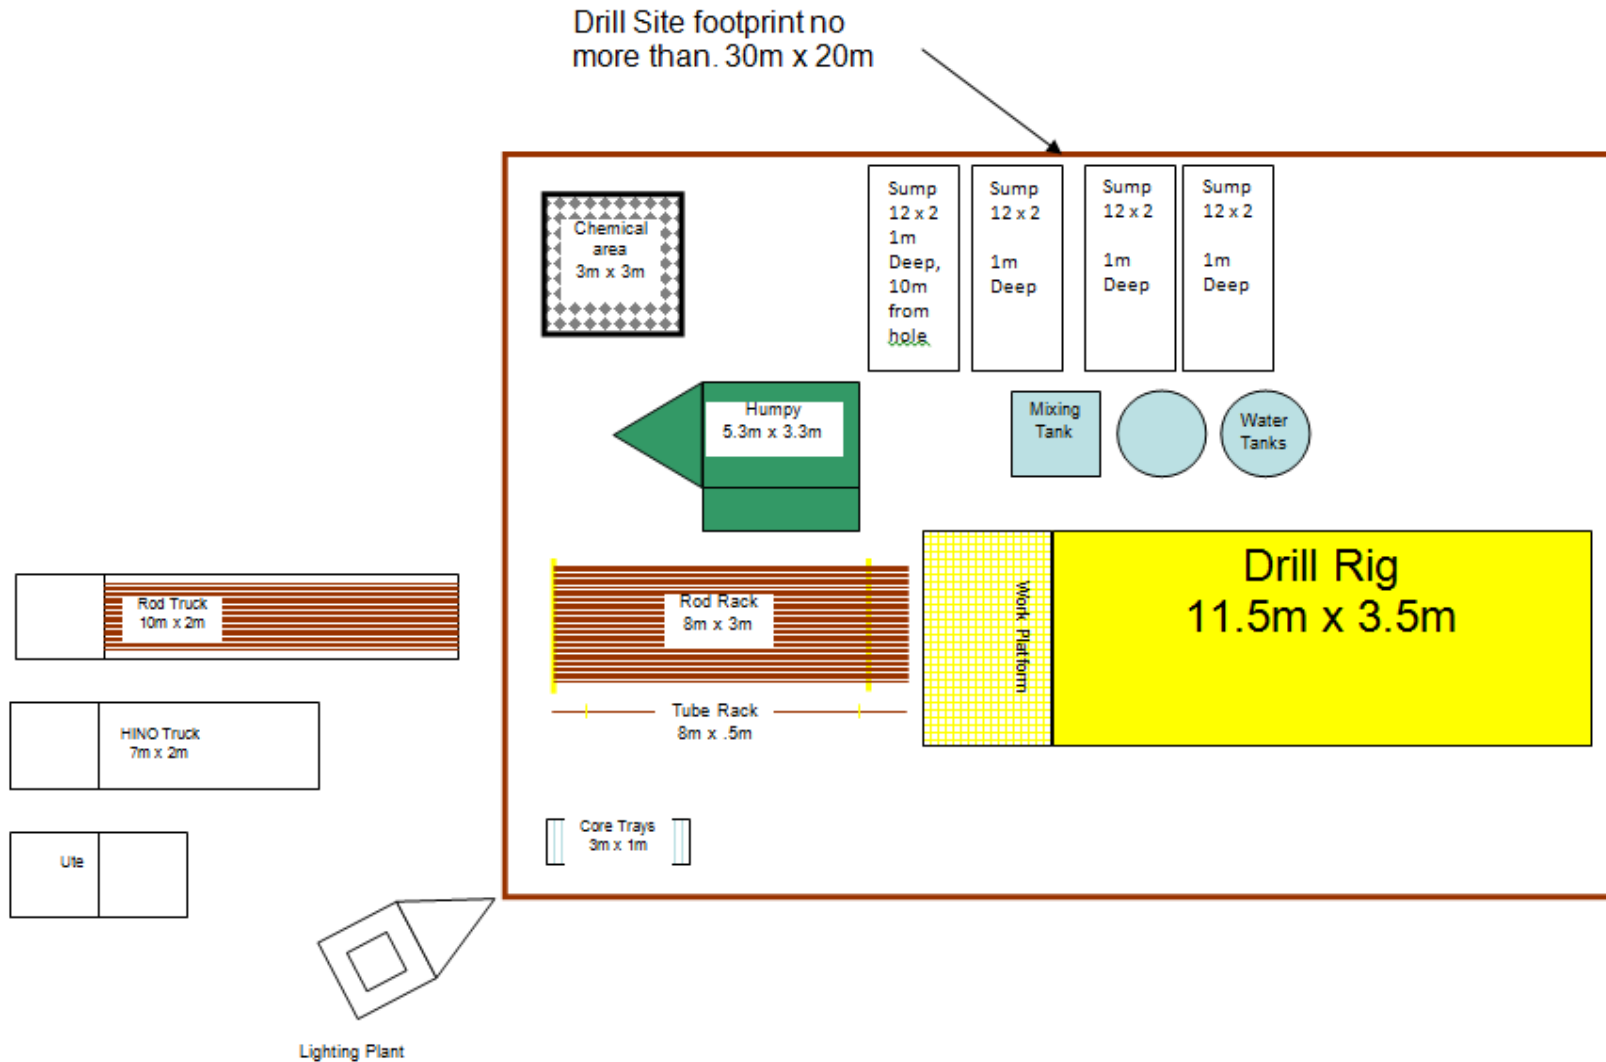 Drill Site footprint no
more than. 30m x 20m
Chemical
area
3m x 3m
Sump
12 x 2
1m
Deep,
10m
from
hole
Sump
12 x 2
1m
Deep
Sump
12 x 2
1m
Deep
Sump
12 x 2
1m
Deep
Humpy
5.3m x 3.3m
Mixing
Tank
Water
Tanks
Rod Truck
10m x 2m
Rod Rack
8m x 3m
Work Platform
Drill Rig
11.5m x 3.5m
Tube Rack
8m x .5m
HINO Truck
7m x 2m
Core Trays
3m x 1m
Ute
Lighting Plant